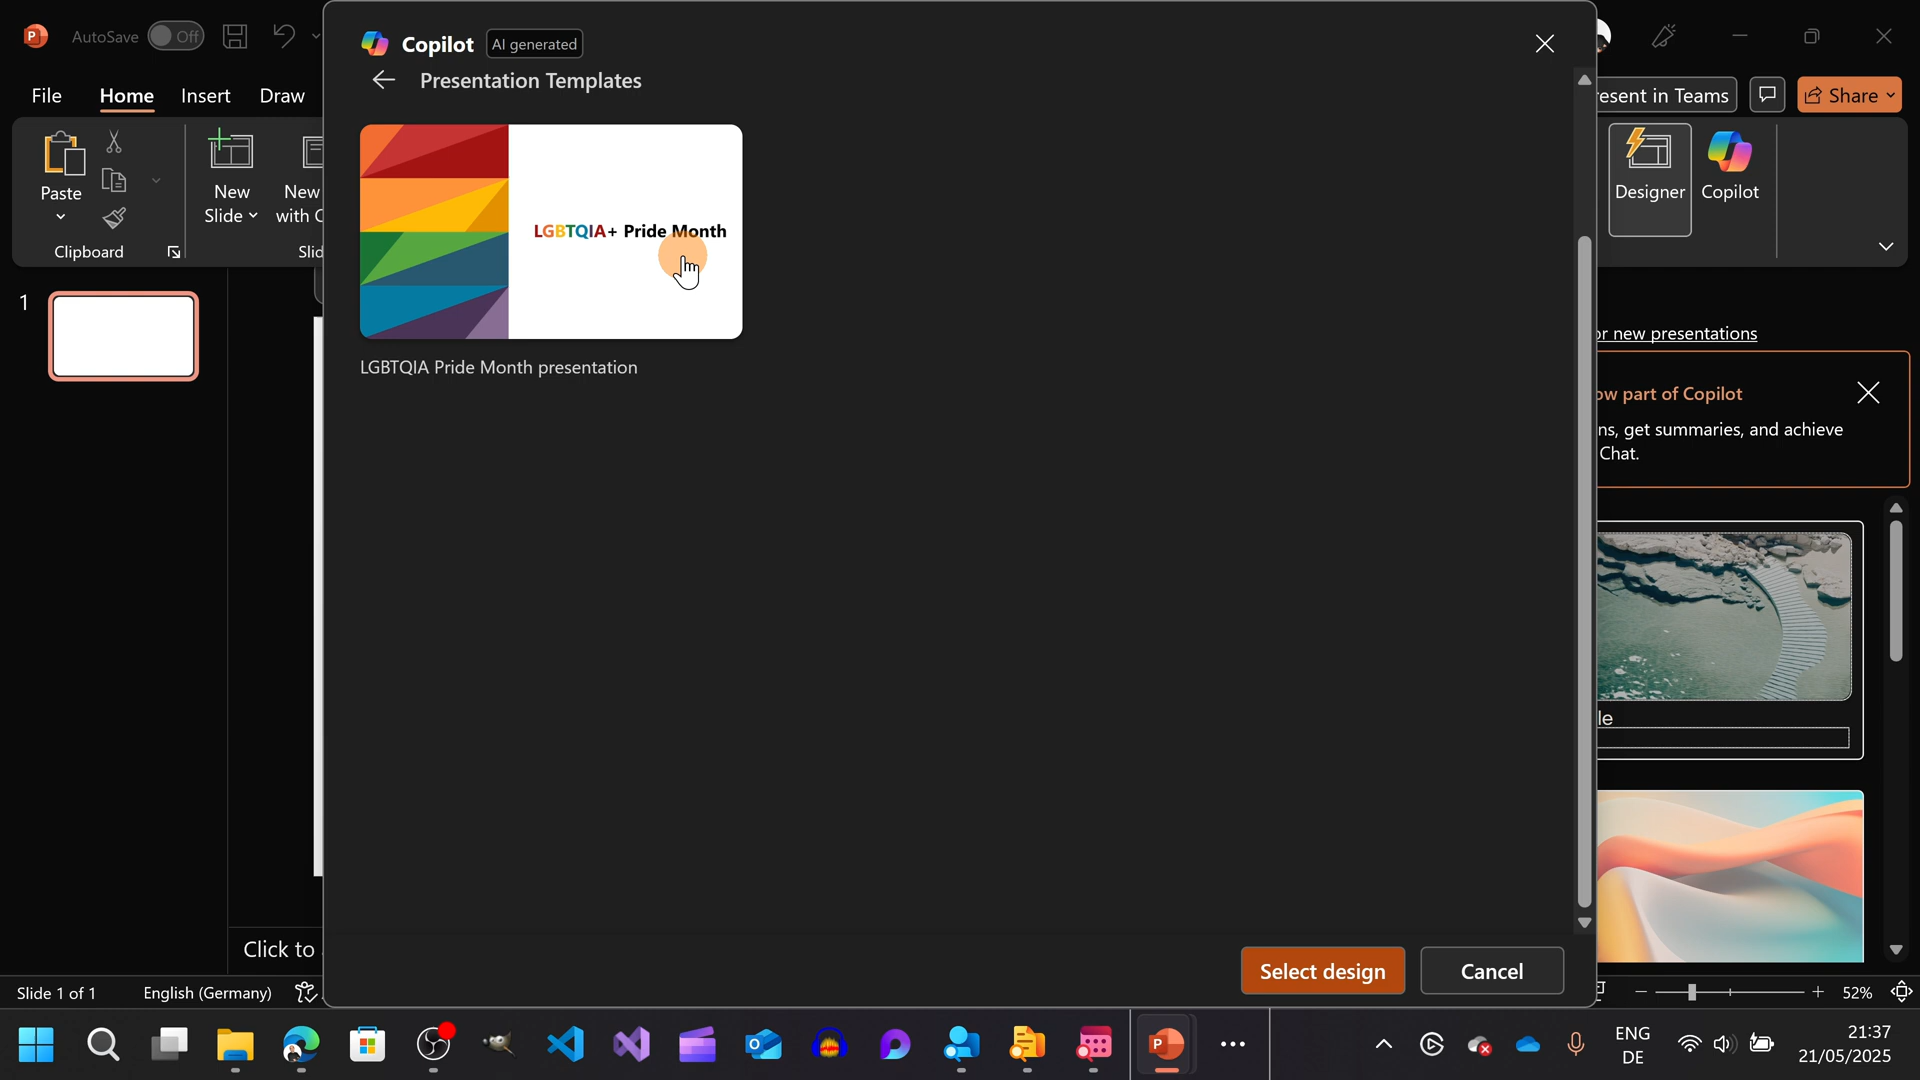 AutoSave
Off
File
Home
Insert
Draw
Paste
New
Slide
New
with C
Clipboard
Slid
1
Copilot
AI generated
Presentation Templates
LGBTQIA+ Pride Month
LGBTQIA Pride Month presentation
resent in Teams
Share
Designer
Copilot
or new presentations
ow part of Copilot
ns, get summaries, and achieve
Chat.
le
Click to
Select design
Cancel
Slide 1 of 1
English (Germany)
52%
ENG
DE
21:37
21/05/2025